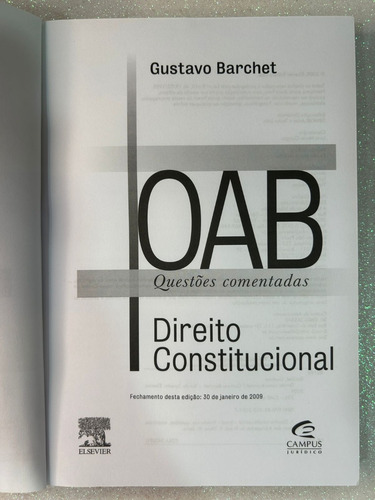 Gustavo Barchet
OAB
Questões comentadas
Direito
Constitucional
Fechamento desta edição: 30 de janeiro de 2009
ELSEVIER
CAMPUS
JURÍDICO